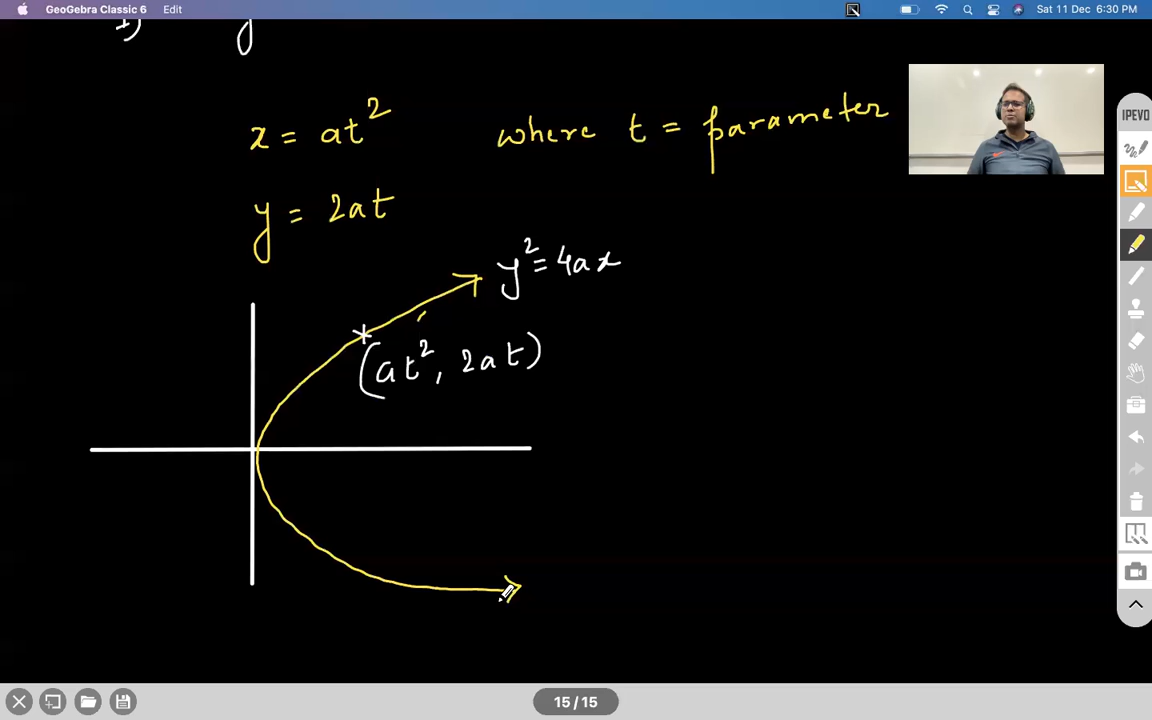 GeoGebra Classic 6 Edit Sat 11 Dec 6:30 PM
x = at² where t = parameter
IPEVO
y = 2at
y² = 4ax
(at², 2at)
15 / 15